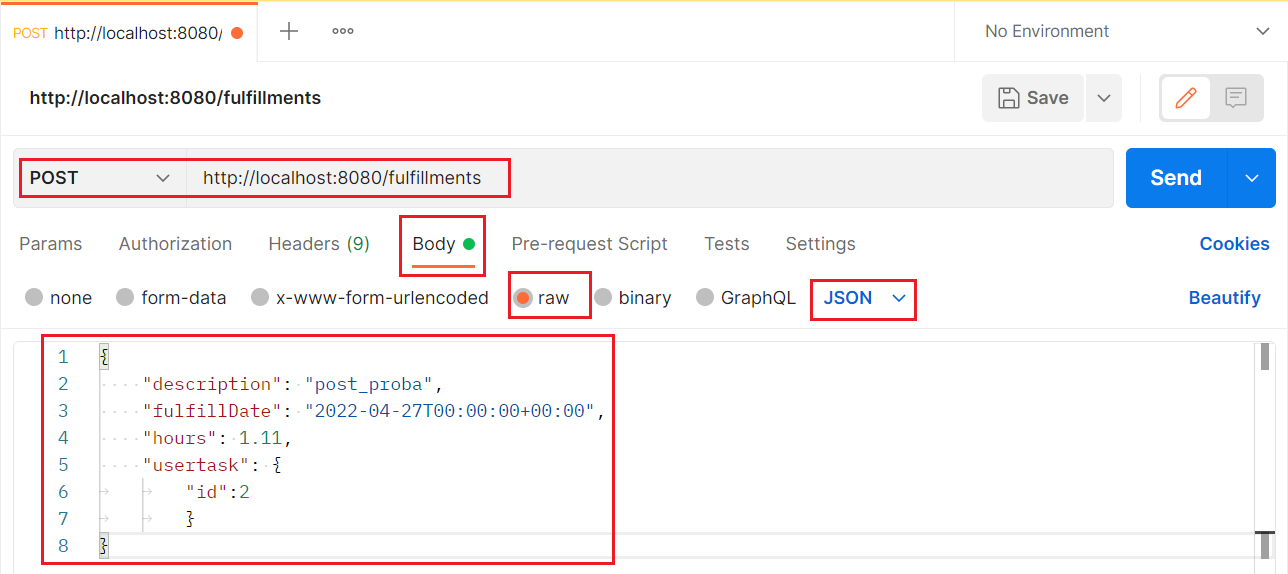 POST http://localhost:8080/ No Environment
http://localhost:8080/fulfillments Save
POST http://localhost:8080/fulfillments Send
Params Authorization Headers (9) Body Pre-request Script Tests Settings Cookies
none form-data x-www-form-urlencoded raw binary GraphQL JSON Beautify
1 {
2 "description": "post_proba",
3 "fulfillDate": "2022-04-27T00:00:00+00:00",
4 "hours": 1.11,
5 "usertask": {
6 "id":2
7 }
8 }